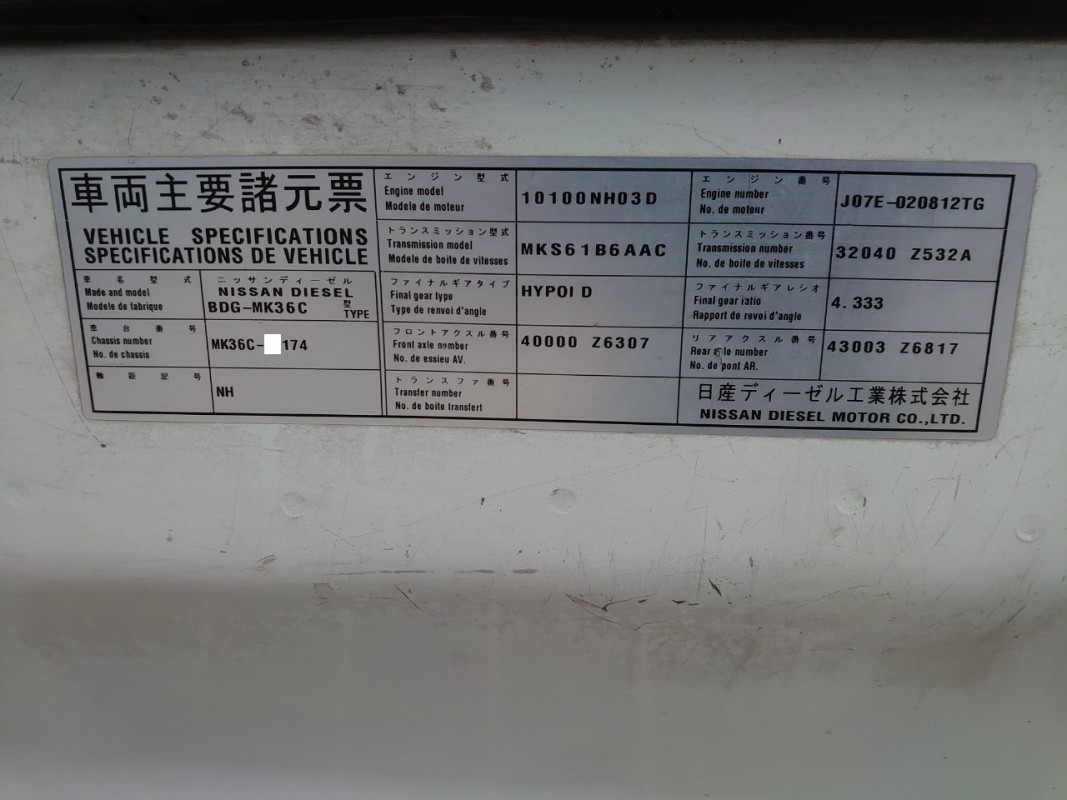 車両主要諸元票
VEHICLE SPECIFICATIONS
SPECIFICATIONS DE VEHICLE
車名型式
Made and model
Modele de fabrique
ニッサンディーゼル
NISSAN DIESEL
BDG-MK36C
型
TYPE
車台番号
Chassis number
No. de chassis
MK36C- 174
記号
NH
エンジン型式
Engine model
Modele de moteur
10100NH03D
トランスミッション型式
Transmission model
Modele de boite de vitesses
MKS61B6AAC
ファイナルギアタイプ
Final gear type
Type de renvoi d'angle
HYPOID
フロントアクスル番号
Front axle number
No. de essieu AV.
40000 Z6307
トランスファ番号
Transfer number
No. de boite transfert
エンジン番号
Engine number
No. de moteur
J07E-020812TG
トランスミッション番号
Transmission number
No. de boite de vitesses
32040 Z532A
ファイナルギアレシオ
Final gear ratio
Rapport de renvoi d'angle
4.333
リアアクスル番号
Rear axle number
No. de pont AR.
43003 Z6817
日産ディーゼル工業株式会社
NISSAN DIESEL MOTOR CO.,LTD.